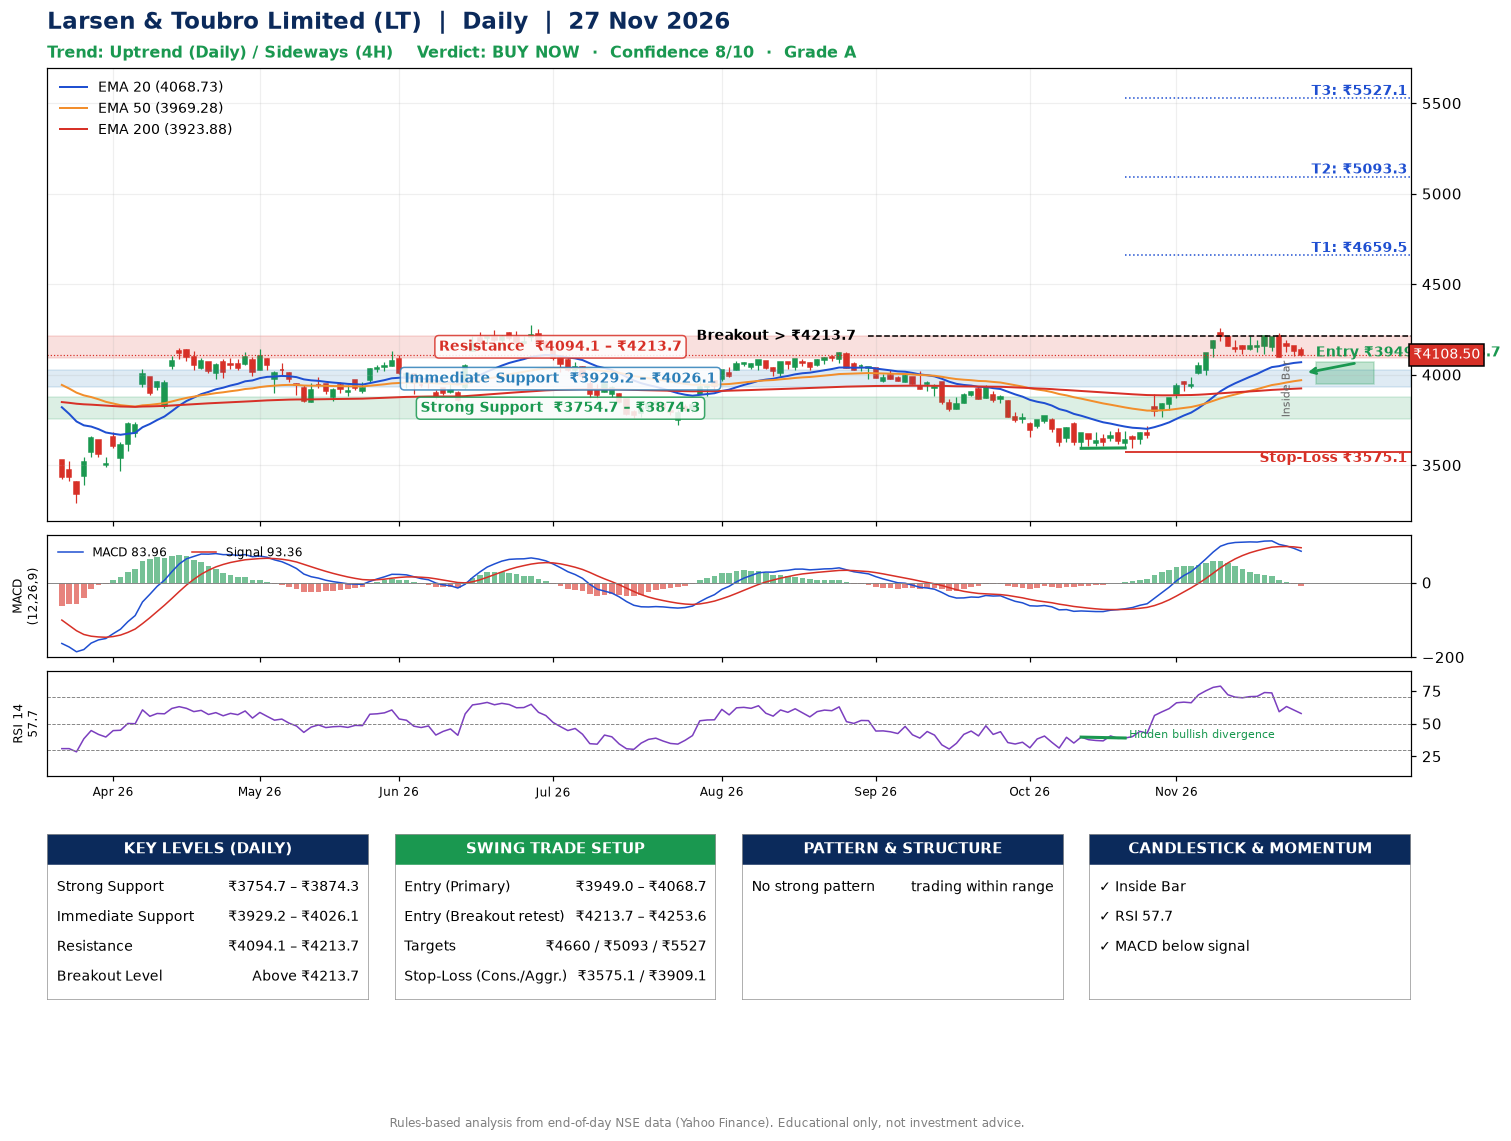 Larsen & Toubro Limited (LT) | Daily | 27 Nov 2026
Trend: Uptrend (Daily) / Sideways (4H) Verdict: BUY NOW · Confidence 8/10 · Grade A
EMA 20 (4068.73)
EMA 50 (3969.28)
EMA 200 (3923.88)
T3: ₹5527.1
5500
T2: ₹5093.3
5000
T1: ₹4659.5
4500
Breakout > ₹4213.7
Resistance ₹4094.1 – ₹4213.7
Entry ₹3949
.7
₹4108.50
4000
Immediate Support ₹3929.2 – ₹4026.1
Inside Bar
Strong Support ₹3754.7 – ₹3874.3
Stop-Loss ₹3575.1
3500
MACD 83.96
Signal 93.36
MACD
(12,26,9)
0
−200
RSI 14
57.7
75
50
25
Hidden bullish divergence
Apr 26
May 26
Jun 26
Jul 26
Aug 26
Sep 26
Oct 26
Nov 26
KEY LEVELS (DAILY)
Strong Support ₹3754.7 – ₹3874.3
Immediate Support ₹3929.2 – ₹4026.1
Resistance ₹4094.1 – ₹4213.7
Breakout Level Above ₹4213.7
SWING TRADE SETUP
Entry (Primary) ₹3949.0 – ₹4068.7
Entry (Breakout retest) ₹4213.7 – ₹4253.6
Targets ₹4660 / ₹5093 / ₹5527
Stop-Loss (Cons./Aggr.) ₹3575.1 / ₹3909.1
PATTERN & STRUCTURE
No strong pattern trading within range
CANDLESTICK & MOMENTUM
✓ Inside Bar
✓ RSI 57.7
✓ MACD below signal
Rules-based analysis from end-of-day NSE data (Yahoo Finance). Educational only, not investment advice.